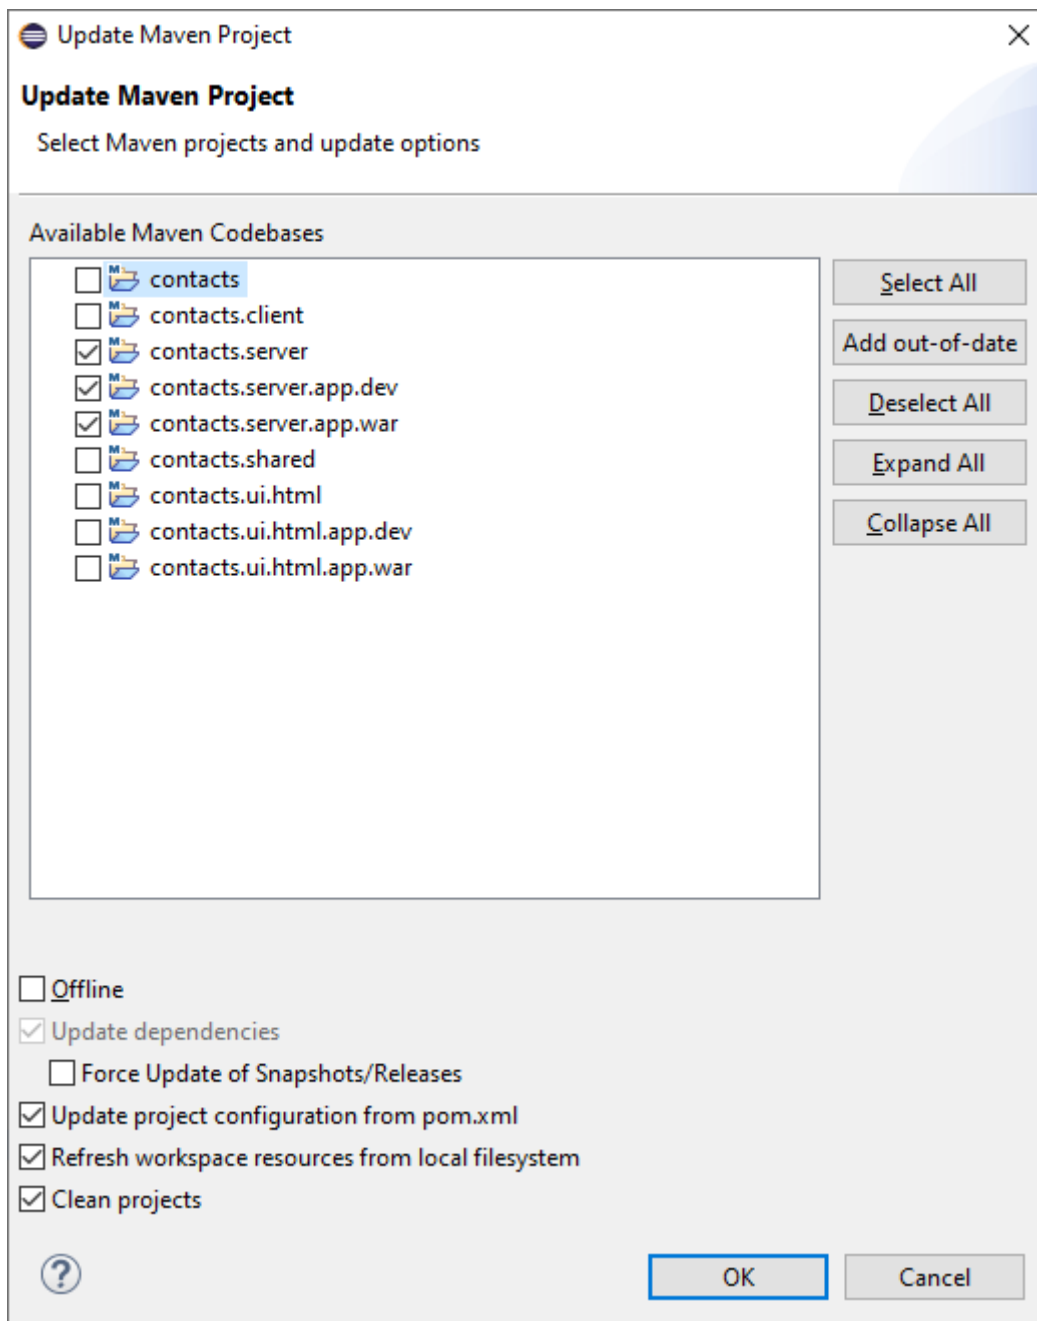 Update Maven Project
Update Maven Project
Select Maven projects and update options
Available Maven Codebases
contacts
contacts.client
contacts.server
contacts.server.app.dev
contacts.server.app.war
contacts.shared
contacts.ui.html
contacts.ui.html.app.dev
contacts.ui.html.app.war
Select All
Add out-of-date
Deselect All
Expand All
Collapse All
Offline
Update dependencies
Force Update of Snapshots/Releases
Update project configuration from pom.xml
Refresh workspace resources from local filesystem
Clean projects
?
OK
Cancel